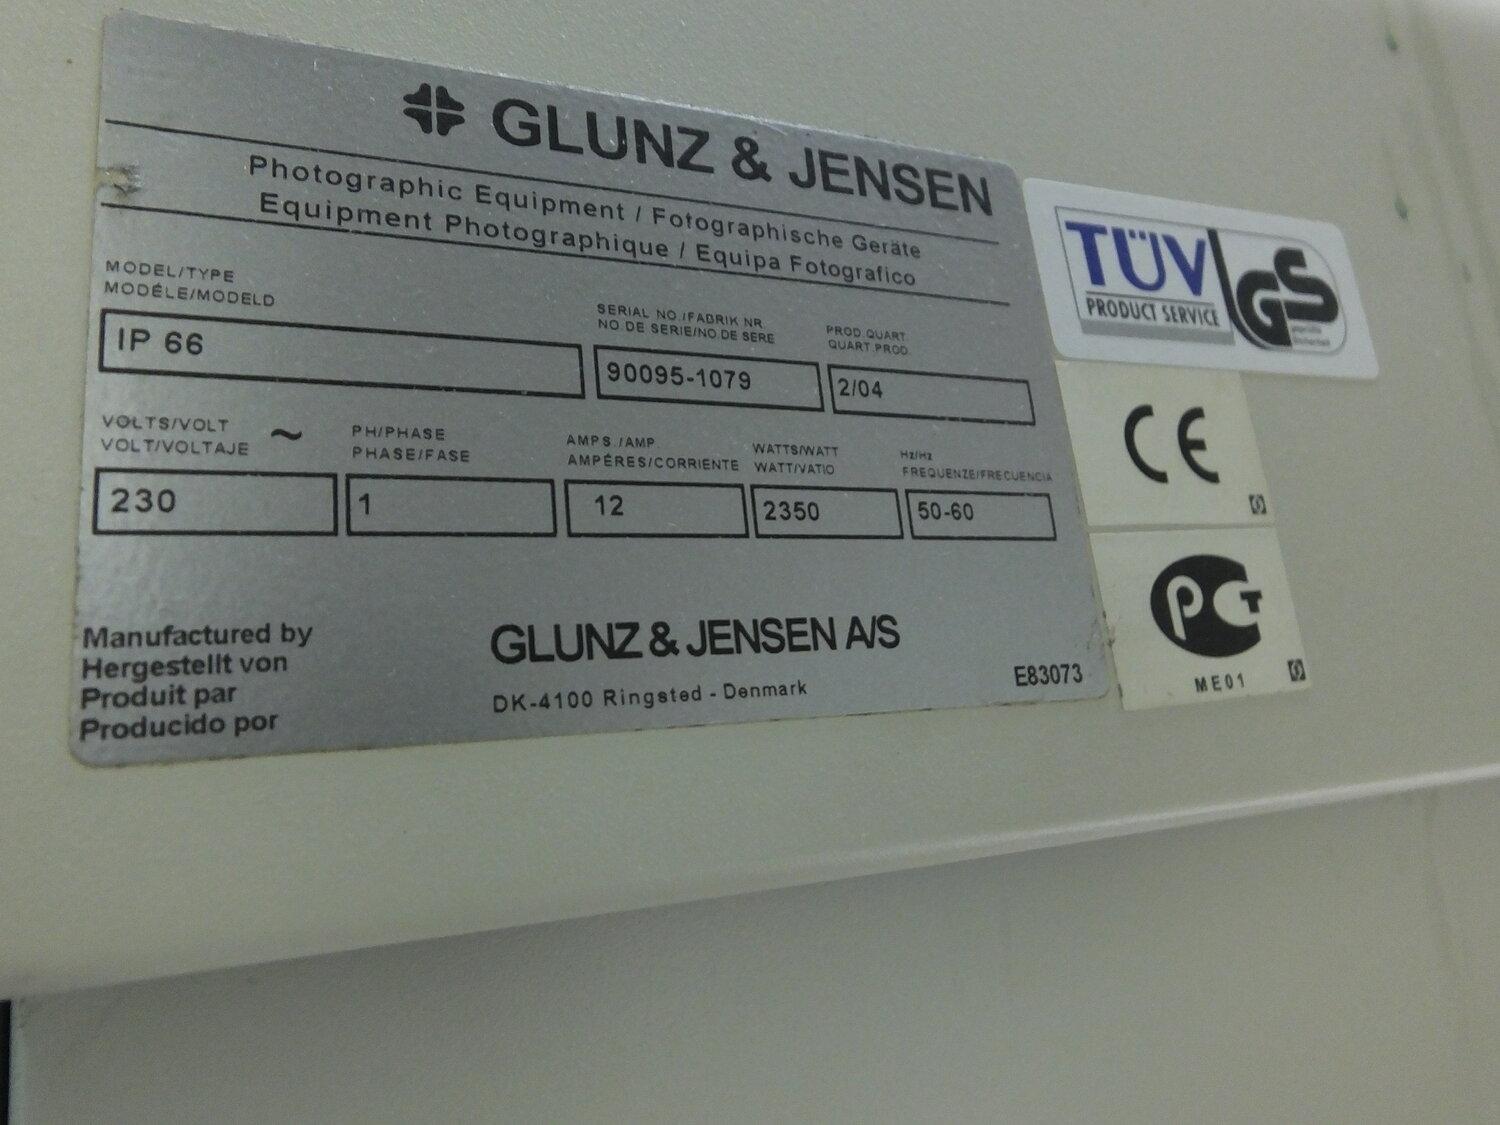 GLUNZ & JENSEN
Photographic Equipment / Fotographische Geräte
Equipment Photographique / Equipa Fotografico
MODEL/TYPE
MODÉLE/MODELD
IP 66
SERIAL NO./FABRIK NR.
NO.DE SERIE/NO.DE SERE
90095-1079
PROD.QUART.
QUART.PROD.
2/04
VOLTS/VOLT
VOLT/VOLTAJE
~
230
PH/PHASE
PHASE/FASE
1
AMPS./AMP.
AMPÉRES/CORRIENTE
12
WATTS/WATT
WATT/VATIO
2350
Hz/Hz
FREQUENZE/FRECUENCIA
50-60
Manufactured by
Hergestellt von
Produit par
Producido por
GLUNZ & JENSEN A/S
DK-4100 Ringsted - Denmark
E83073
TÜV
PRODUCT SERVICE
GS
geprüfte
Sicherheit
CE
PCT
ME01